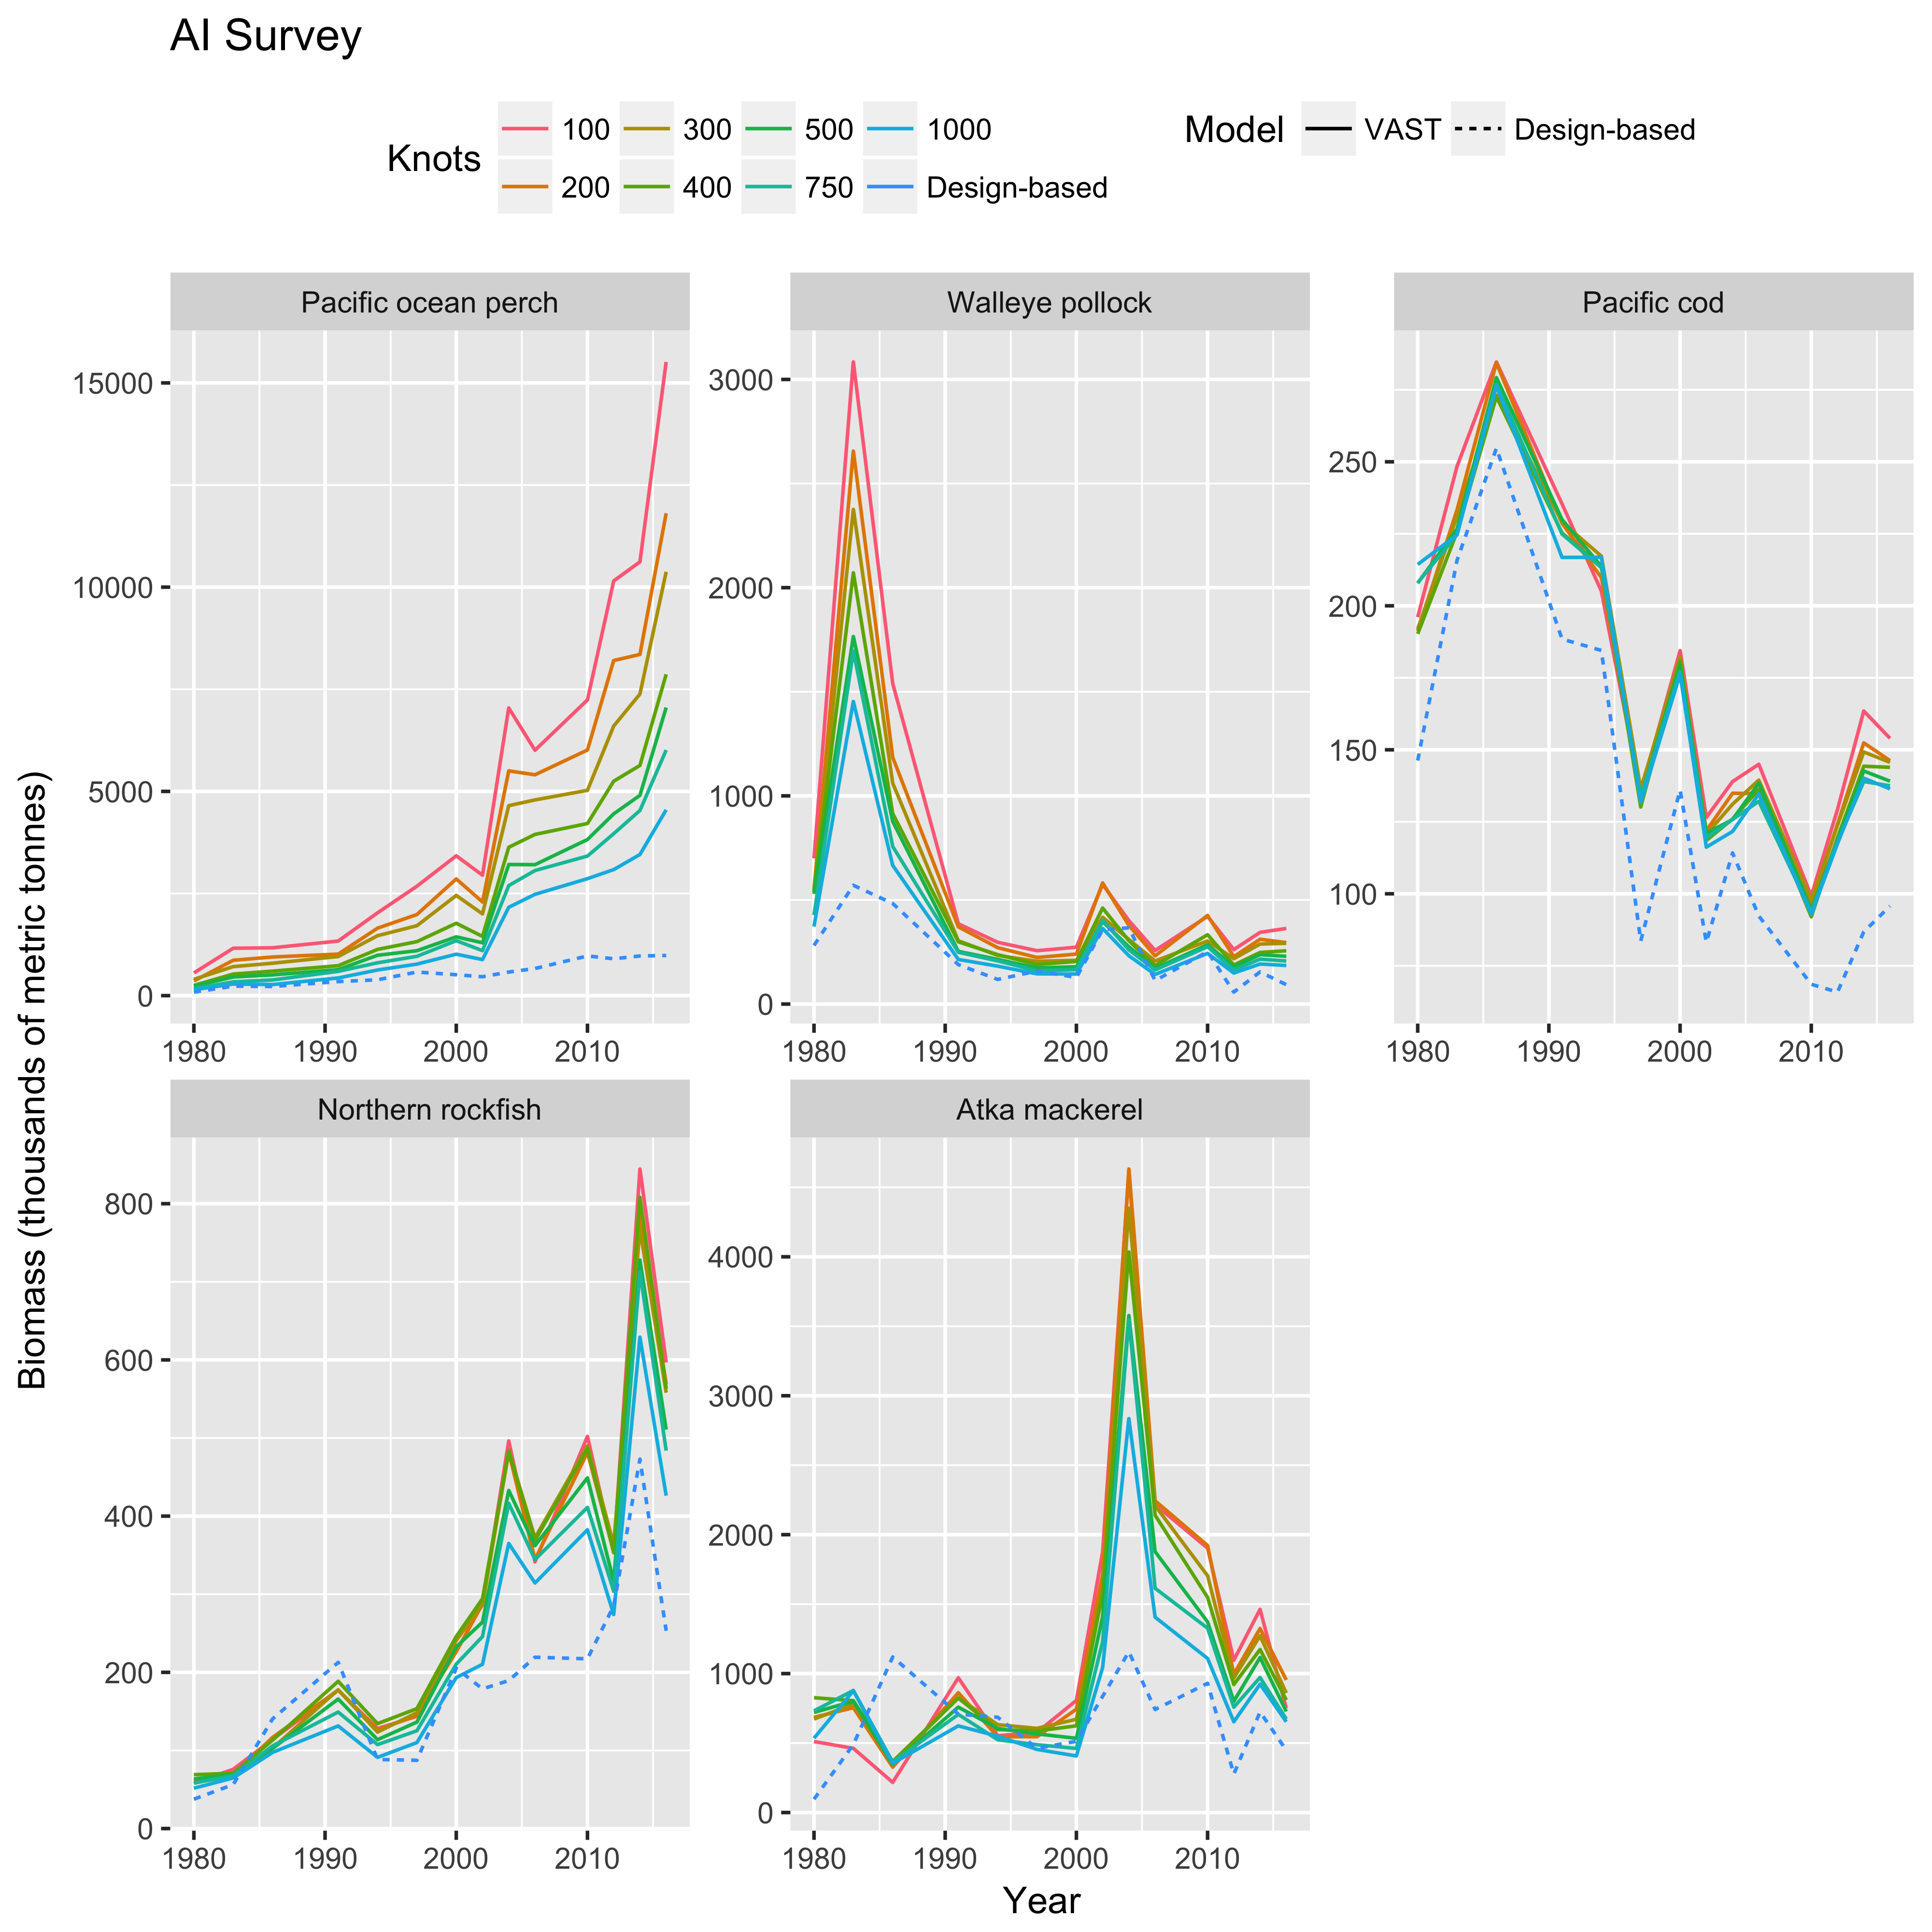 AI Survey
Knots 100 300 500 1000
200 400 750 Design-based
Model VAST Design-based
Biomass (thousands of metric tonnes)
Pacific ocean perch
15000
10000
5000
0
1980 1990 2000 2010
Walleye pollock
3000
2000
1000
0
1980 1990 2000 2010
Pacific cod
250
200
150
100
1980 1990 2000 2010
Northern rockfish
800
600
400
200
0
1980 1990 2000 2010
Atka mackerel
4000
3000
2000
1000
0
1980 1990 2000 2010
Year